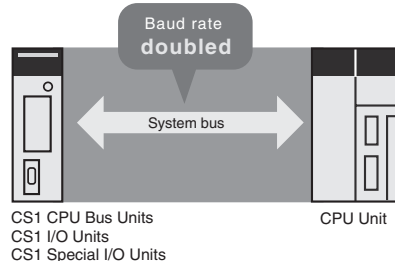 Baud rate
doubled
System bus
CS1 CPU Bus Units
CS1 I/O Units
CS1 Special I/O Units
CPU Unit